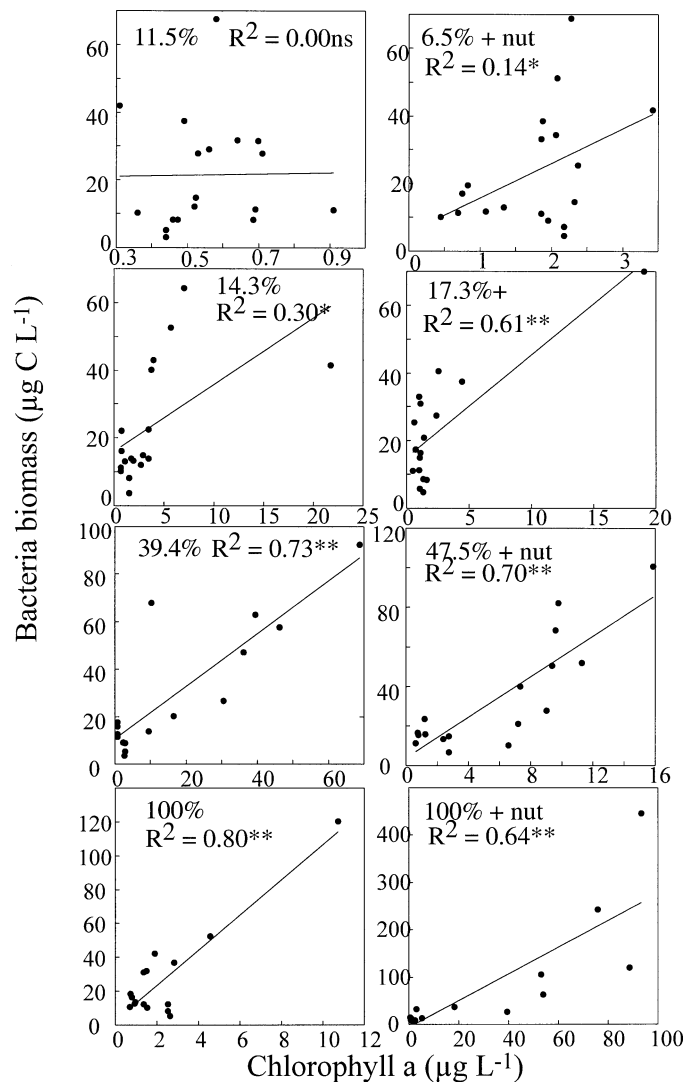 Bacteria biomass (µg C L⁻¹)
11.5% R² = 0.00ns
60
40
20
0
0.3 0.5 0.7 0.9
6.5% + nut
R² = 0.14*
60
40
20
0
0 1 2 3
14.3%
R² = 0.30*
60
40
20
0
0 5 10 15 20 25
17.3%+
R² = 0.61**
60
40
20
0
0 5 10 15 20
39.4% R² = 0.73**
100
80
60
40
20
0
0 20 40 60
47.5% + nut
R² = 0.70**
120
80
40
0
0 4 8 12 16
100%
R² = 0.80**
120
100
80
60
40
20
0
0 2 4 6 8 10 12
100% + nut
R² = 0.64**
400
300
200
100
0
0 20 40 60 80 100
Chlorophyll a (µg L⁻¹)